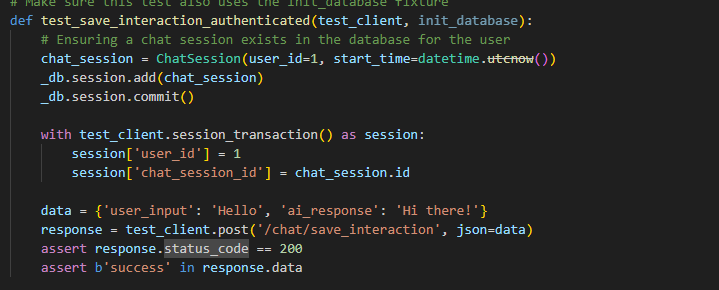 # Make sure this test also uses the init_database fixture
def test_save_interaction_authenticated(test_client, init_database):
    # Ensuring a chat session exists in the database for the user
    chat_session = ChatSession(user_id=1, start_time=datetime.utcnow())
    _db.session.add(chat_session)
    _db.session.commit()
    with test_client.session_transaction() as session:
        session['user_id'] = 1
        session['chat_session_id'] = chat_session.id
    data = {'user_input': 'Hello', 'ai_response': 'Hi there!'}
    response = test_client.post('/chat/save_interaction', json=data)
    assert response.status_code == 200
    assert b'success' in response.data